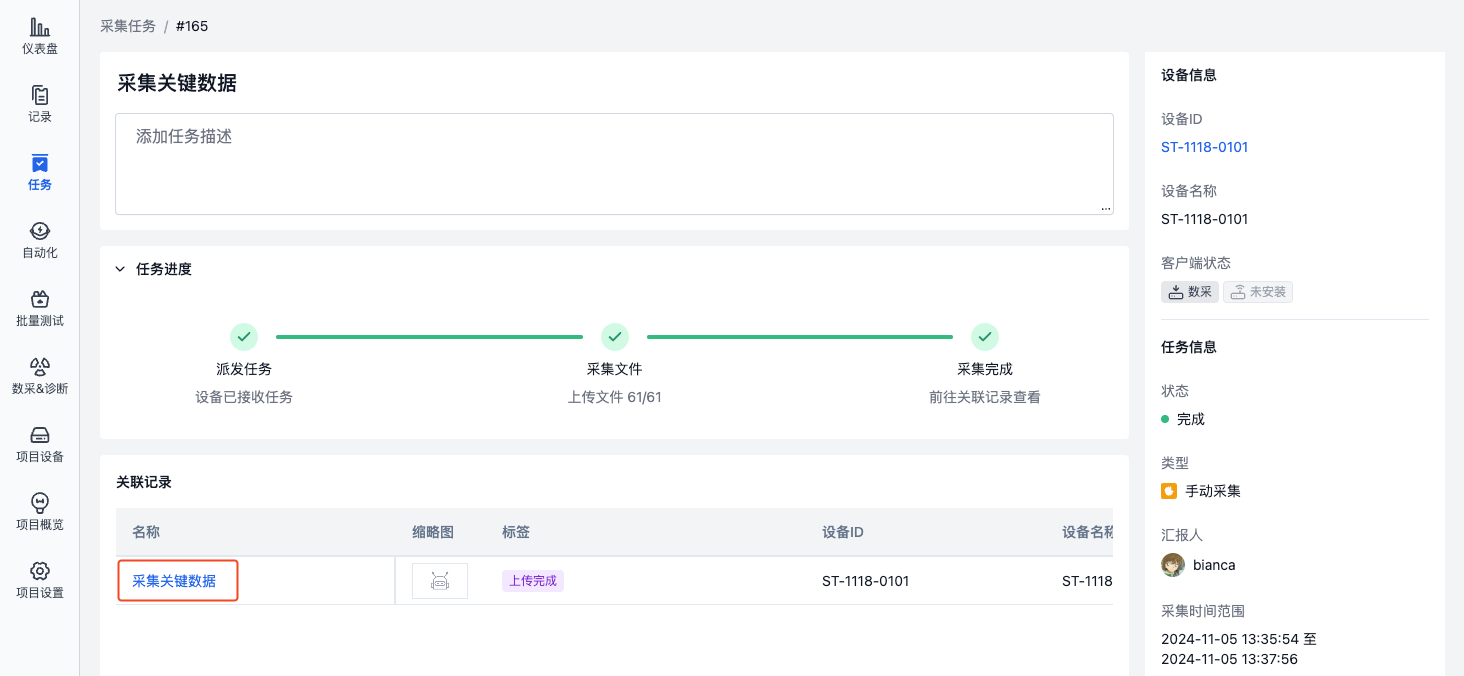 仪表盘
记录
任务
自动化
批量测试
数采&诊断
项目设备
项目概览
项目设置
采集任务 / #165
采集关键数据
添加任务描述
...
任务进度
派发任务
设备已接收任务
采集文件
上传文件 61/61
采集完成
前往关联记录查看
关联记录
名称 缩略图 标签 设备ID 设备名称
采集关键数据 上传完成 ST-1118-0101 ST-1118
设备信息
设备ID
ST-1118-0101
设备名称
ST-1118-0101
客户端状态
数采 未安装
任务信息
状态
完成
类型
手动采集
汇报人
bianca
采集时间范围
2024-11-05 13:35:54 至
2024-11-05 13:37:56